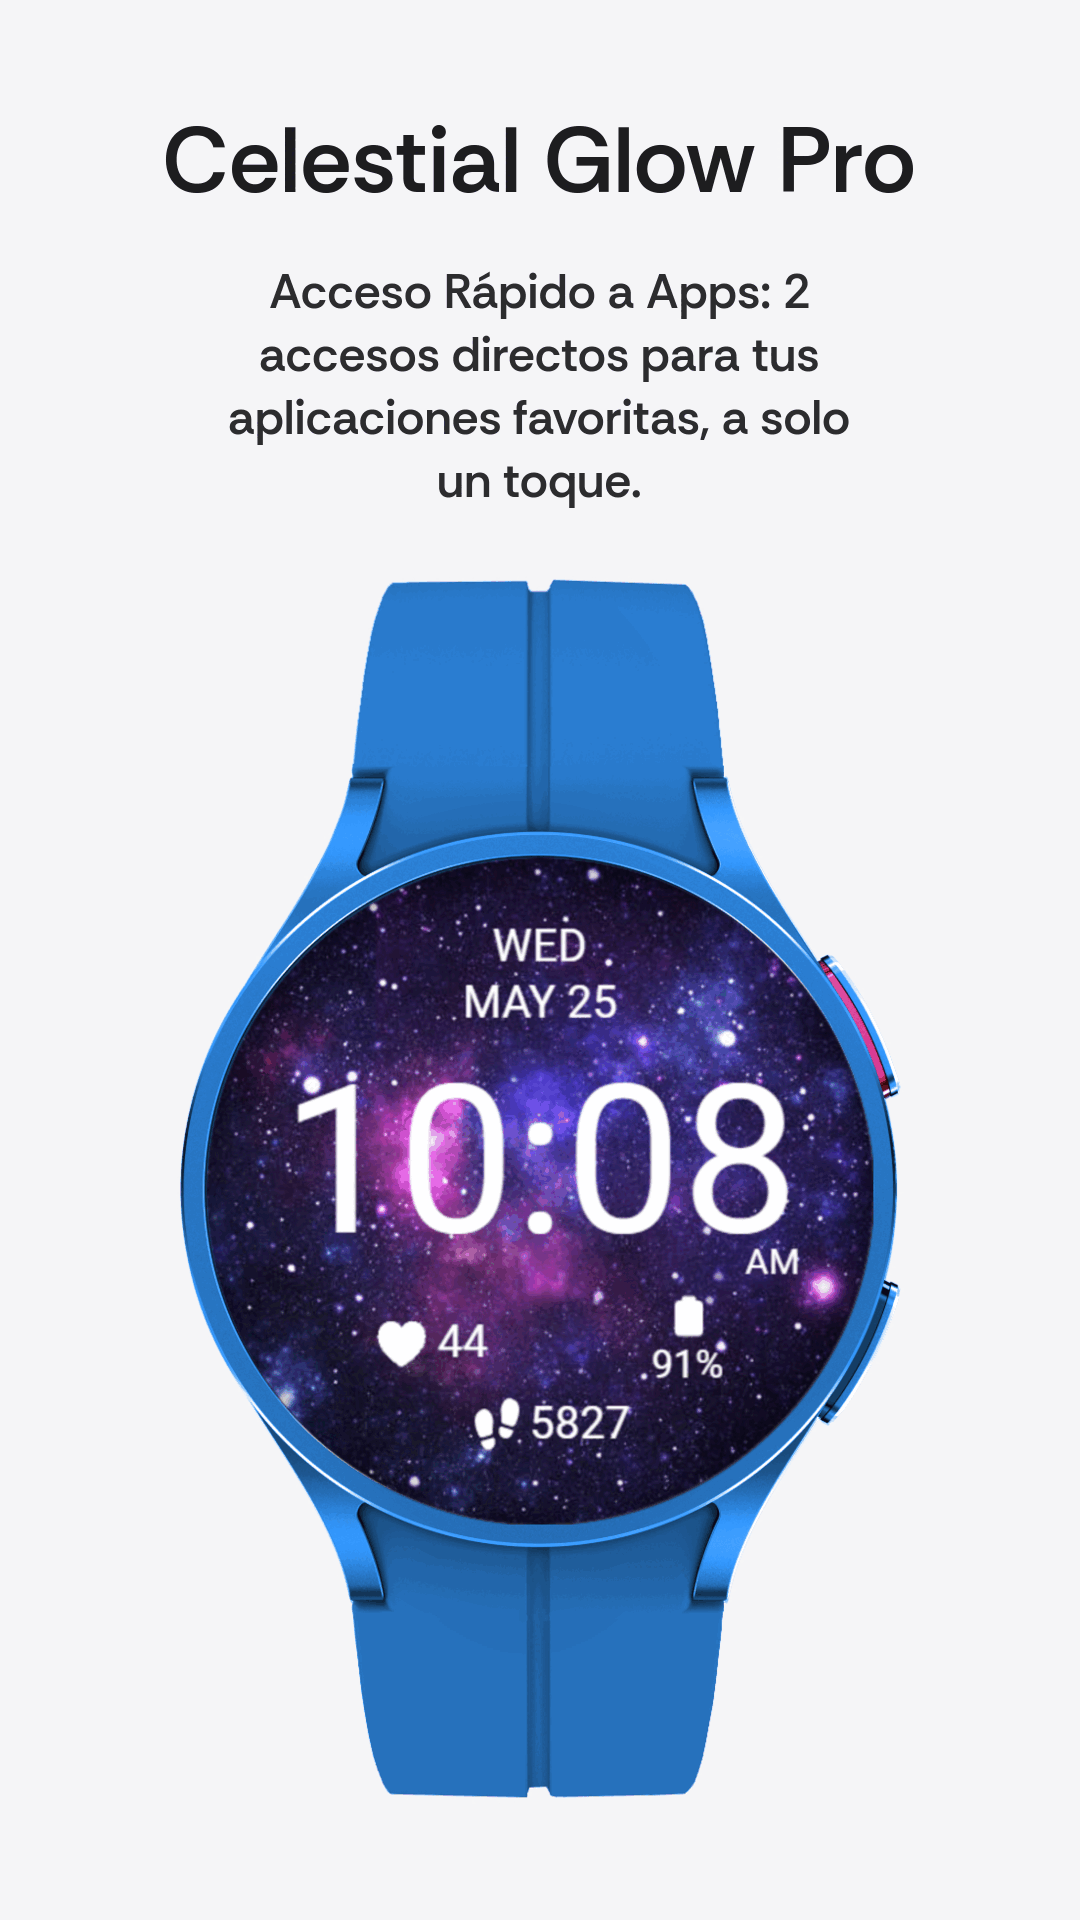 Celestial Glow Pro
Acceso Rápido a Apps: 2
accesos directos para tus
aplicaciones favoritas, a solo
un toque.
WED
MAY 25
10:08
AM
44
91%
5827